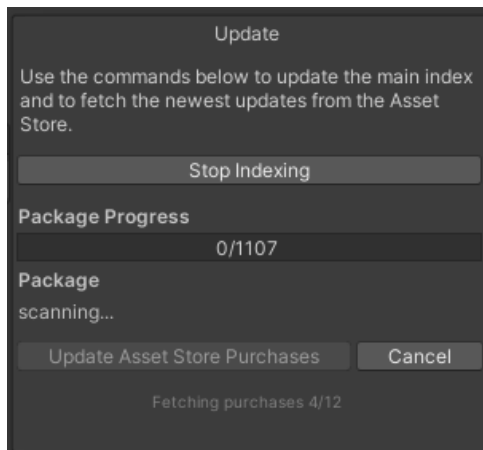 Update
Use the commands below to update the main index
and to fetch the newest updates from the Asset
Store.
Stop Indexing
Package Progress
0/1107
Package
scanning...
Update Asset Store Purchases Cancel
Fetching purchases 4/12